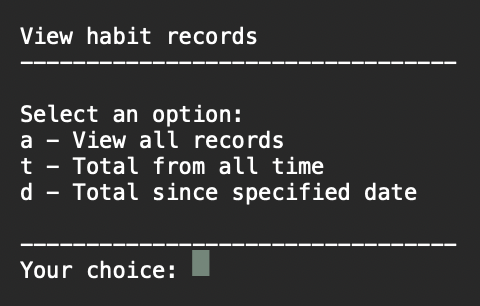 View habit records
---------------------------------
Select an option:
a - View all records
t - Total from all time
d - Total since specified date
---------------------------------
Your choice: